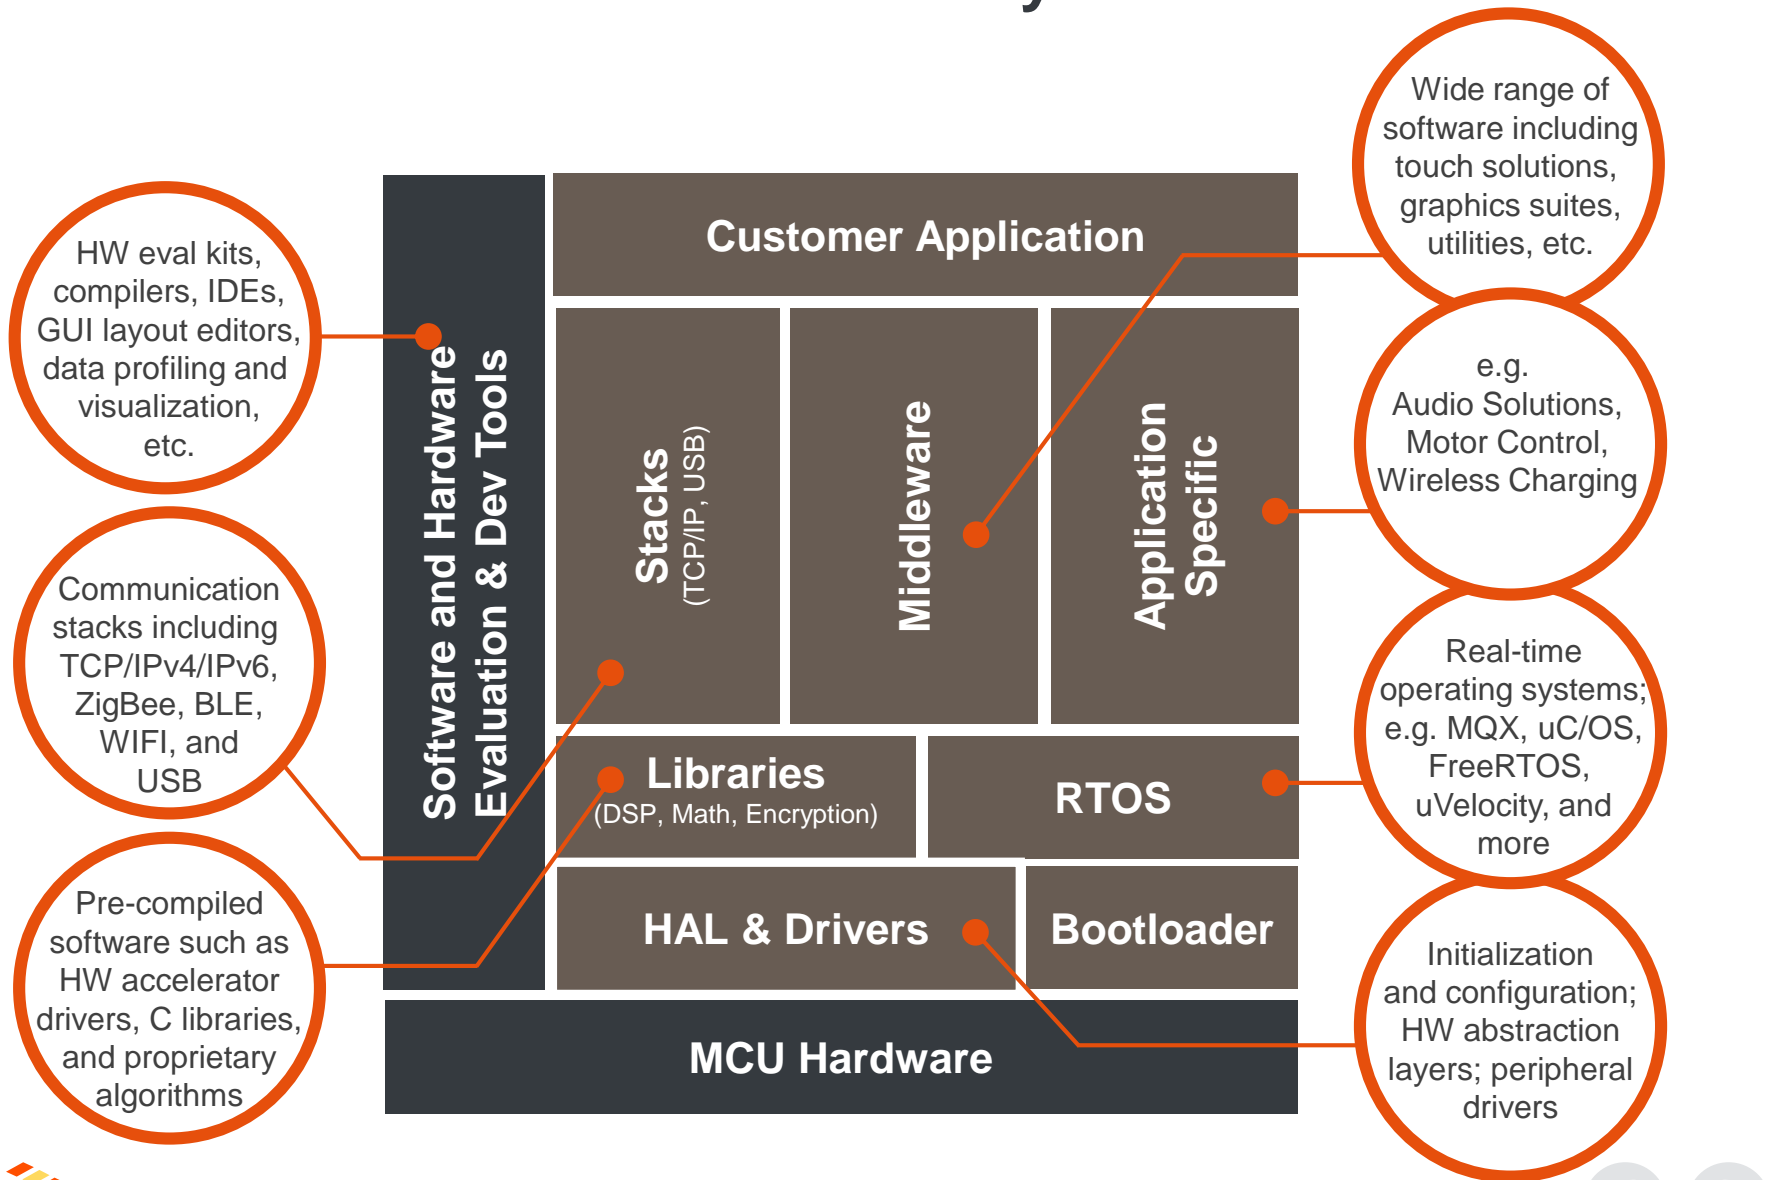 HW eval kits,
compilers, IDEs,
GUI layout editors,
data profiling and
visualization,
etc.
Communication
stacks including
TCP/IPv4/IPv6,
ZigBee, BLE,
WIFI, and
USB
Pre-compiled
software such as
HW accelerator
drivers, C libraries,
and proprietary
algorithms
Software and Hardware
Evaluation & Dev Tools
Customer Application
Stacks
(TCP/IP, USB)
Middleware
Application
Specific
Libraries
(DSP, Math, Encryption)
RTOS
HAL & Drivers
Bootloader
MCU Hardware
Wide range of
software including
touch solutions,
graphics suites,
utilities, etc.
e.g.
Audio Solutions,
Motor Control,
Wireless Charging
Real-time
operating systems;
e.g. MQX, uC/OS,
FreeRTOS,
uVelocity, and
more
Initialization
and configuration;
HW abstraction
layers; peripheral
drivers